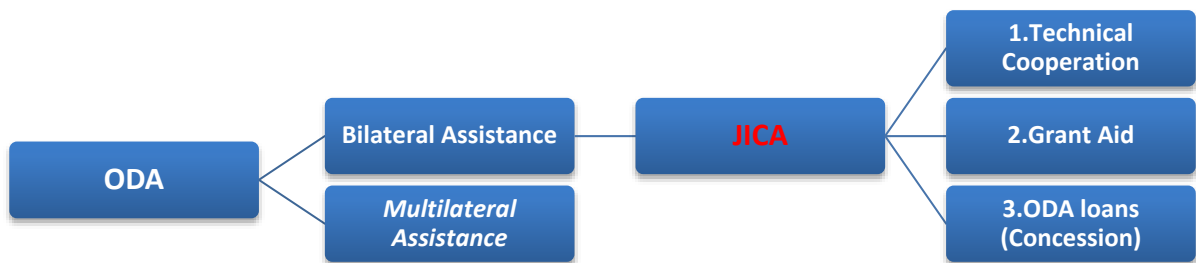 ODA
Bilateral Assistance
Multilateral
Assistance
JICA
1.Technical
Cooperation
2.Grant Aid
3.ODA loans
(Concession)